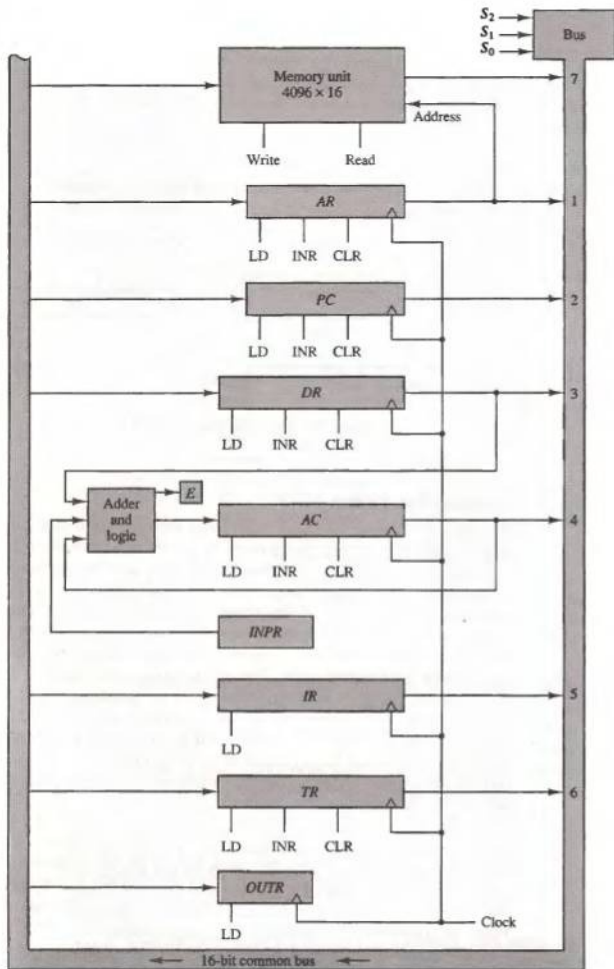 S₂
S₁
S₀
Bus
Memory unit
4096 × 16
7
Address
Write Read
AR
1
LD INR CLR
PC
2
LD INR CLR
DR
3
LD INR CLR
Adder
and
logic
E
AC
4
LD INR CLR
INPR
IR
5
LD
TR
6
LD INR CLR
OUTR
LD
Clock
16-bit common bus